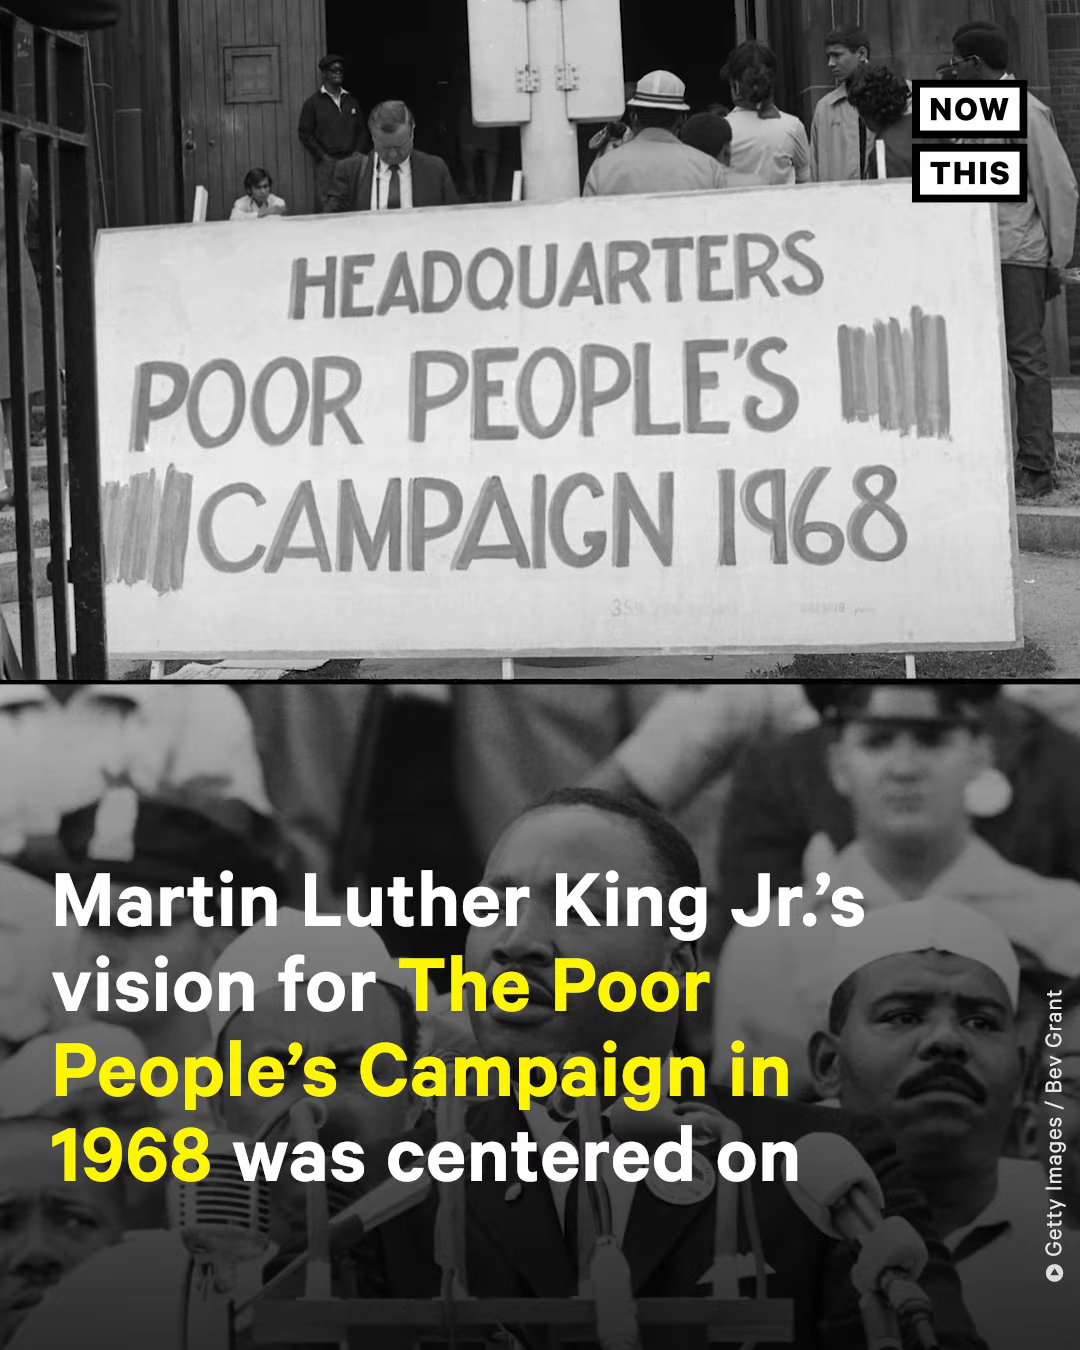 NOW
THIS
HEADQUARTERS
POOR PEOPLE'S
CAMPAIGN 1968
Martin Luther King Jr.’s
vision for The Poor
People’s Campaign in
1968 was centered on
Getty Images / Bev Grant